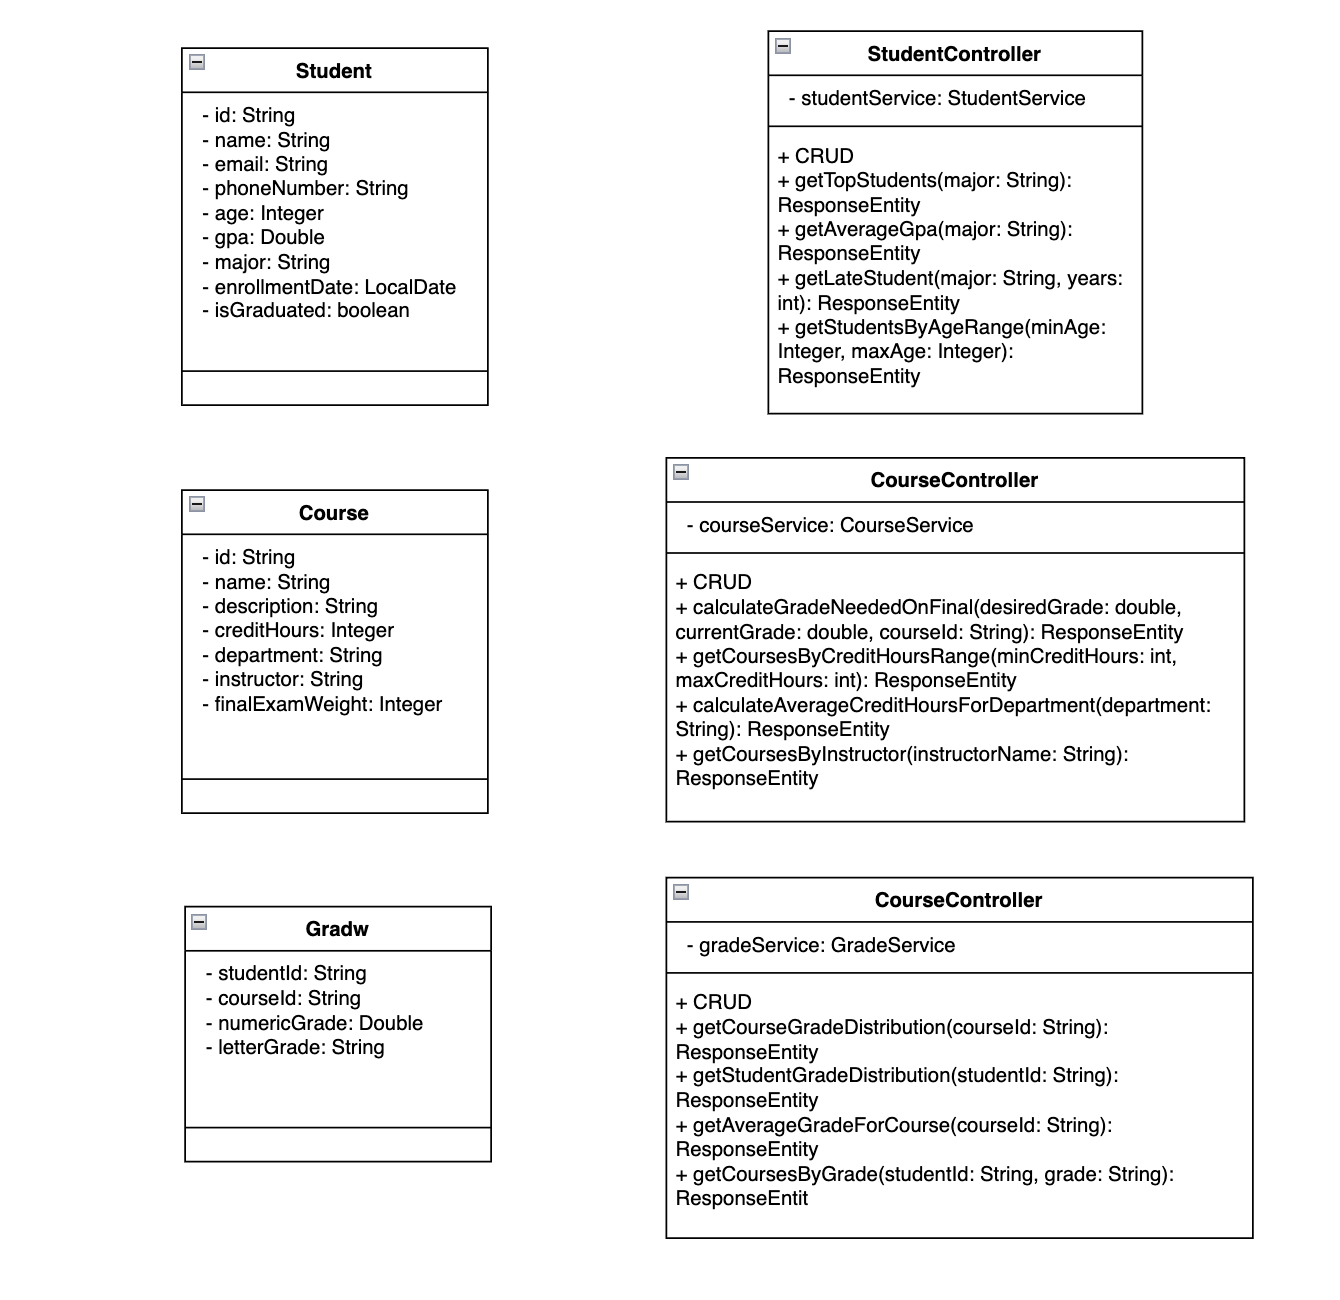 Student
- id: String
- name: String
- email: String
- phoneNumber: String
- age: Integer
- gpa: Double
- major: String
- enrollmentDate: LocalDate
- isGraduated: boolean
StudentController
- studentService: StudentService
+ CRUD
+ getTopStudents(major: String):
ResponseEntity
+ getAverageGpa(major: String):
ResponseEntity
+ getLateStudent(major: String, years:
int): ResponseEntity
+ getStudentsByAgeRange(minAge:
Integer, maxAge: Integer):
ResponseEntity
Course
- id: String
- name: String
- description: String
- creditHours: Integer
- department: String
- instructor: String
- finalExamWeight: Integer
CourseController
- courseService: CourseService
+ CRUD
+ calculateGradeNeededOnFinal(desiredGrade: double,
currentGrade: double, courseId: String): ResponseEntity
+ getCoursesByCreditHoursRange(minCreditHours: int,
maxCreditHours: int): ResponseEntity
+ calculateAverageCreditHoursForDepartment(department:
String): ResponseEntity
+ getCoursesByInstructor(instructorName: String):
ResponseEntity
Gradw
- studentId: String
- courseId: String
- numericGrade: Double
- letterGrade: String
CourseController
- gradeService: GradeService
+ CRUD
+ getCourseGradeDistribution(courseId: String):
ResponseEntity
+ getStudentGradeDistribution(studentId: String):
ResponseEntity
+ getAverageGradeForCourse(courseId: String):
ResponseEntity
+ getCoursesByGrade(studentId: String, grade: String):
ResponseEntit